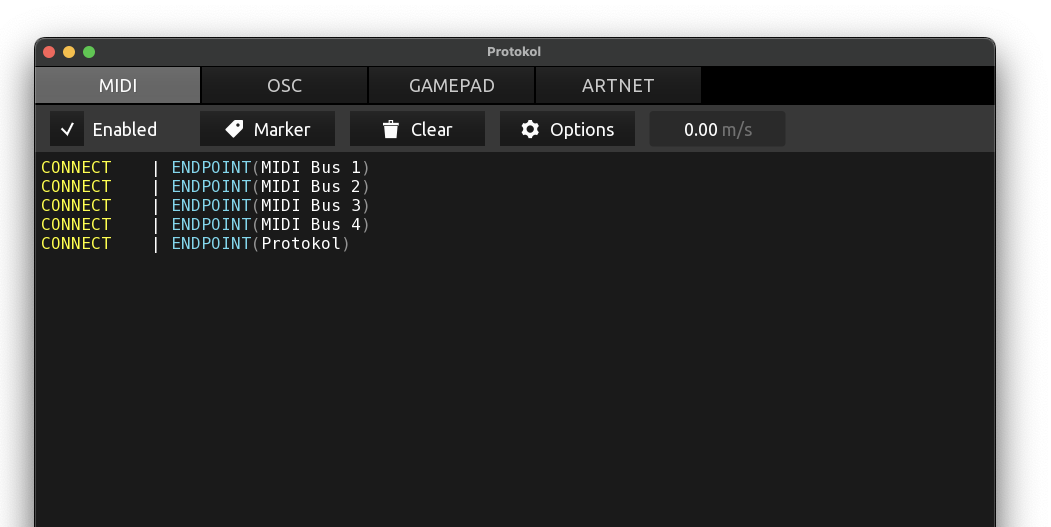 Protokol
MIDI OSC GAMEPAD ARTNET
Enabled Marker Clear Options 0.00 m/s
CONNECT | ENDPOINT(MIDI Bus 1)
CONNECT | ENDPOINT(MIDI Bus 2)
CONNECT | ENDPOINT(MIDI Bus 3)
CONNECT | ENDPOINT(MIDI Bus 4)
CONNECT | ENDPOINT(Protokol)